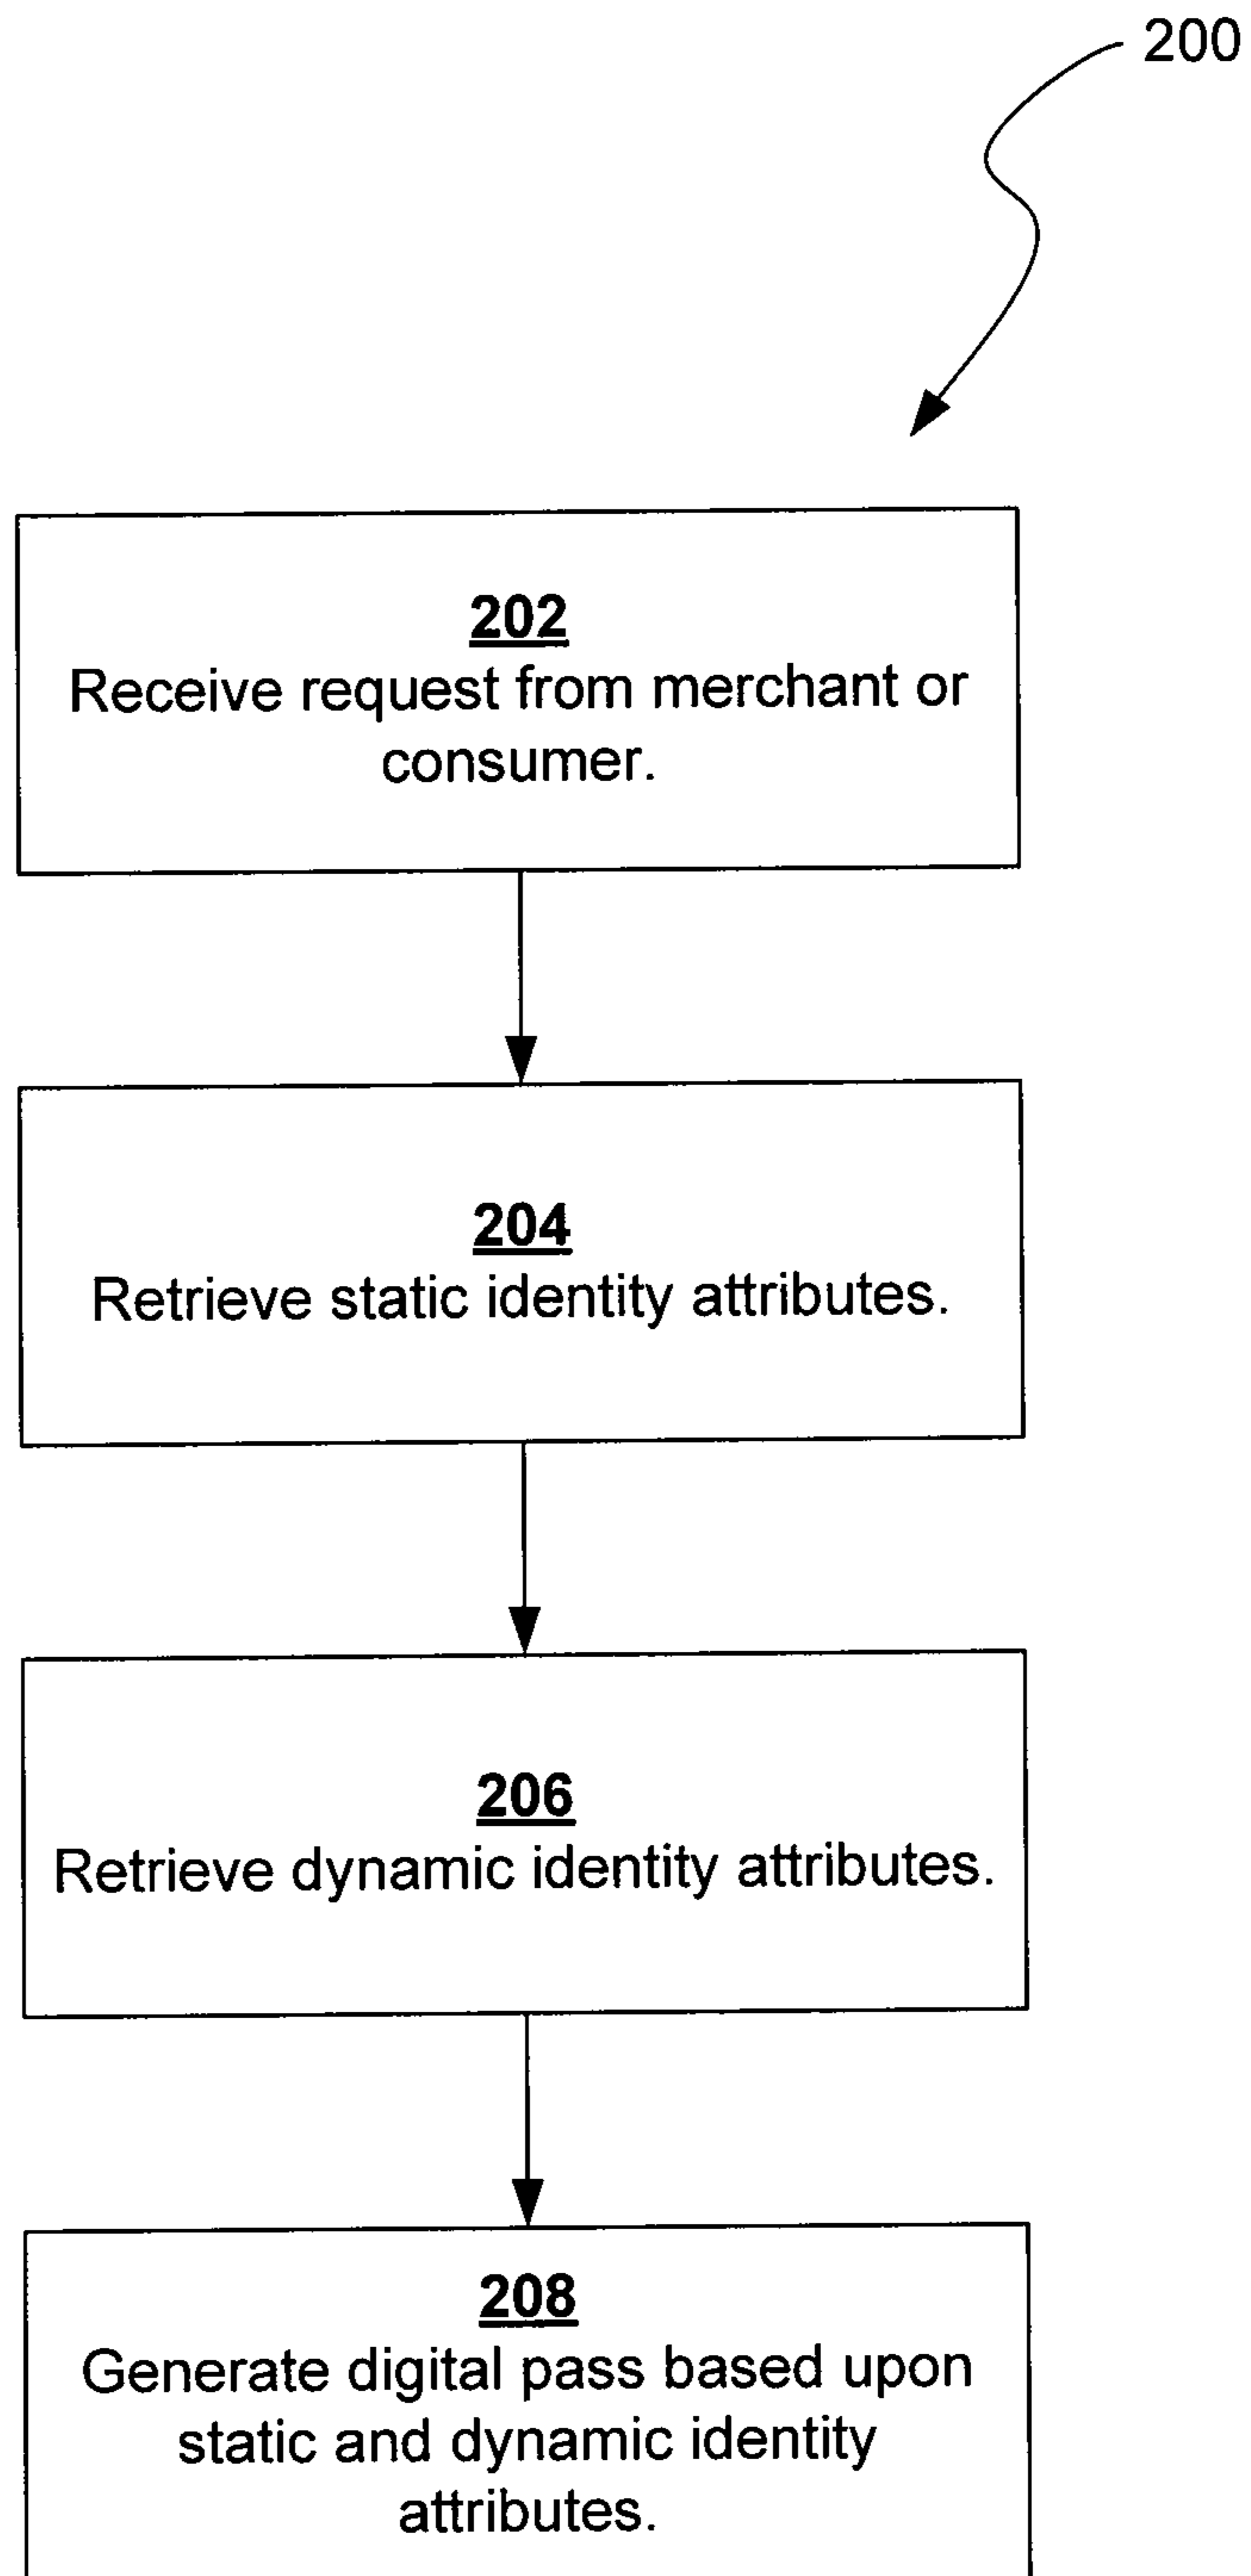 200
202
Receive request from merchant or
consumer.
204
Retrieve static identity attributes.
206
Retrieve dynamic identity attributes.
208
Generate digital pass based upon
static and dynamic identity
attributes.